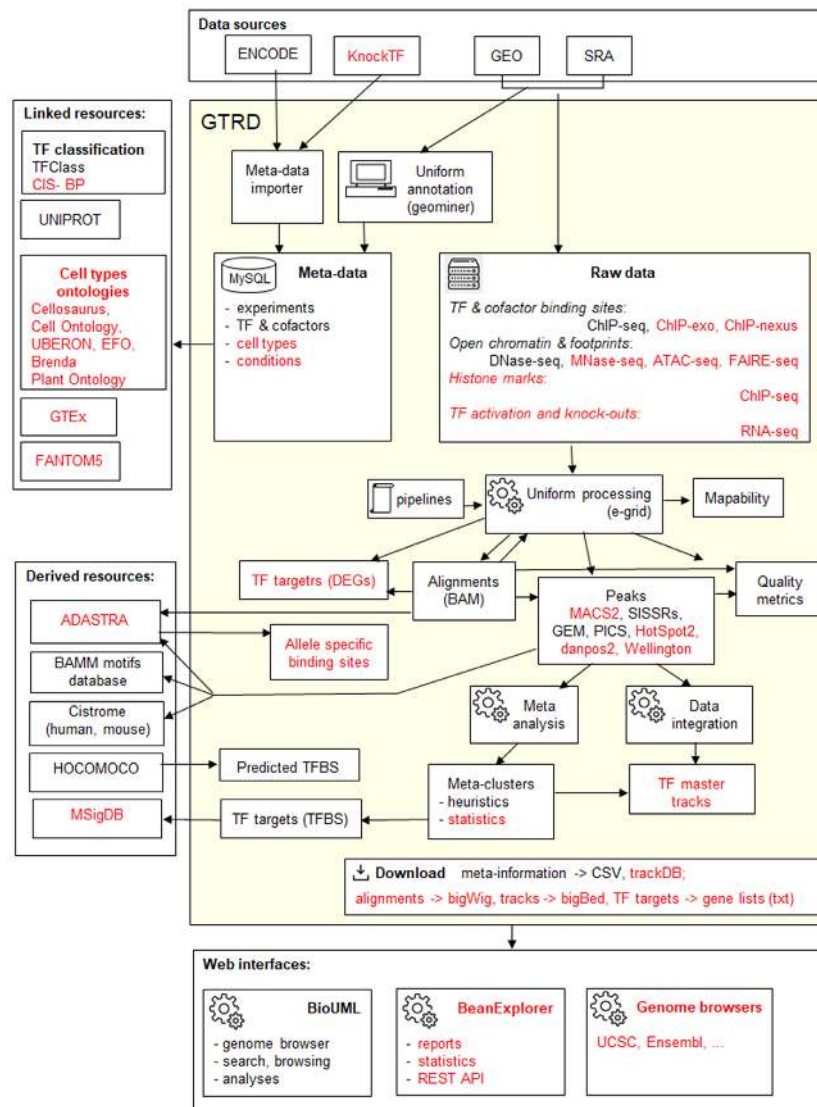 Data sources
ENCODE
KnockTF
GEO
SRA
Linked resources:
TF classification
TFClass
CIS- BP
UNIPROT
Cell types
ontologies
Cellosaurus,
Cell Ontology,
UBERON, EFO,
Brenda
Plant Ontology
GTEx
FANTOM5
GTRD
Meta-data
importer
Uniform
annotation
(geominer)
MySQL
Meta-data
- experiments
- TF & cofactors
- cell types
- conditions
Raw data
TF & cofactor binding sites:
ChIP-seq, ChIP-exo, ChIP-nexus
Open chromatin & footprints:
DNase-seq, MNase-seq, ATAC-seq, FAIRE-seq
Histone marks:
ChIP-seq
TF activation and knock-outs:
RNA-seq
pipelines
Uniform processing
(e-grid)
Mapability
TF targetrs (DEGs)
Alignments
(BAM)
Quality
metrics
Peaks
MACS2, SISSRs,
GEM, PICS, HotSpot2,
danpos2, Wellington
Derived resources:
ADASTRA
Allele specific
binding sites
BAMM motifs
database
Cistrome
(human, mouse)
HOCOMOCO
Predicted TFBS
MSigDB
TF targets (TFBS)
Meta
analysis
Data
integration
Meta-clusters
- heuristics
- statistics
TF master
tracks
Download meta-information -> CSV, trackDB;
alignments -> bigWig, tracks -> bigBed, TF targets -> gene lists (txt)
Web interfaces:
BioUML
- genome browser
- search, browsing
- analyses
BeanExplorer
- reports
- statistics
- REST API
Genome browsers
UCSC, Ensembl, ...